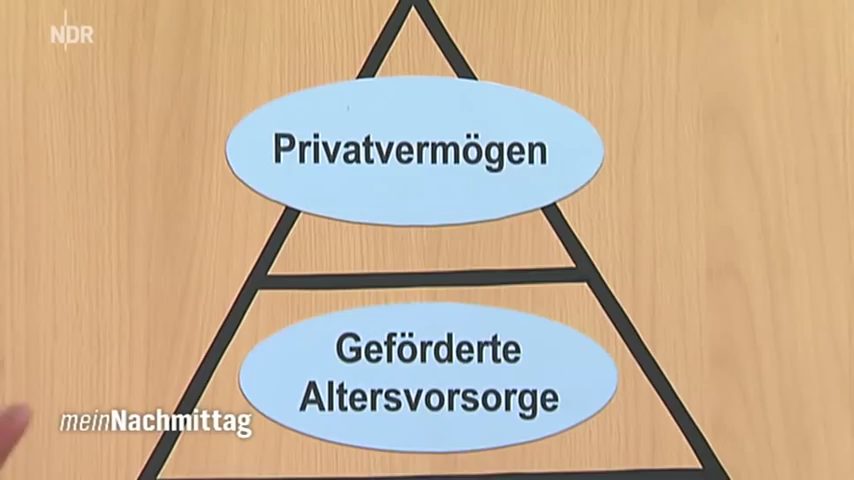 NDR
Privatvermögen
Geförderte
Altersvorsorge
meinNachmittag